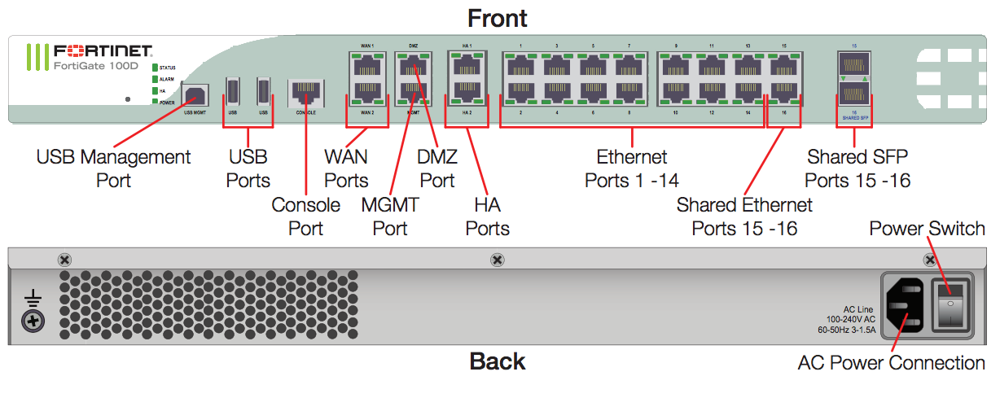 Front
FORTINET
FortiGate 100D
STATUS
ALARM
HA
POWER
USB MGMT
USB
USB
CONSOLE
WAN 1
WAN 2
DMZ
MGMT
HA 1
HA 2
1 3 5 7
2 4 6 8
9 11 13 15
10 12 14 16
15
16
SHARED SFP
USB Management
Port
USB
Ports
Console
Port
WAN
Ports
MGMT
Port
DMZ
Port
HA
Ports
Ethernet
Ports 1 -14
Shared Ethernet
Ports 15 -16
Shared SFP
Ports 15 -16
Power Switch
AC Line
100-240V AC
60-50Hz 3-1.5A
AC Power Connection
Back